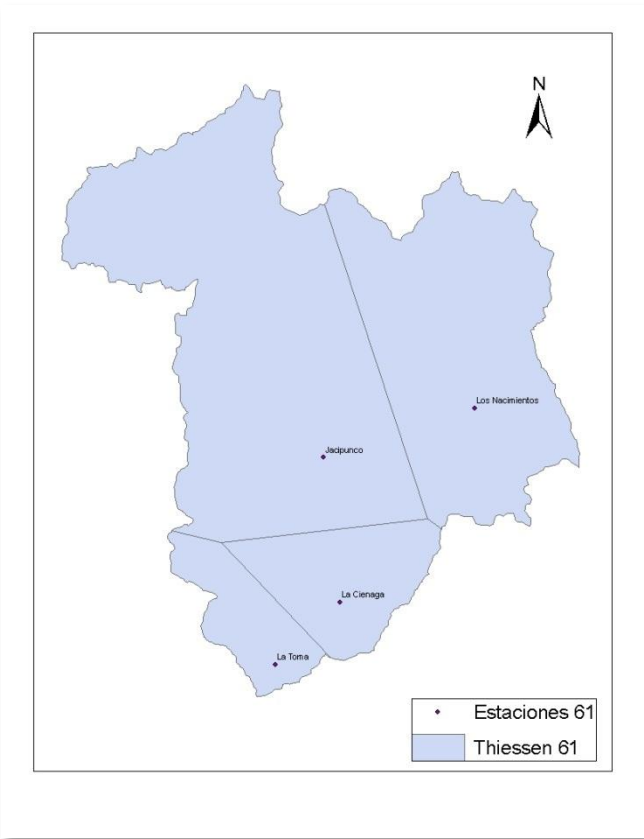 N
Los Nacimientos
Jacipunco
La Cienaga
La Toma
Estaciones 61
Thiessen 61